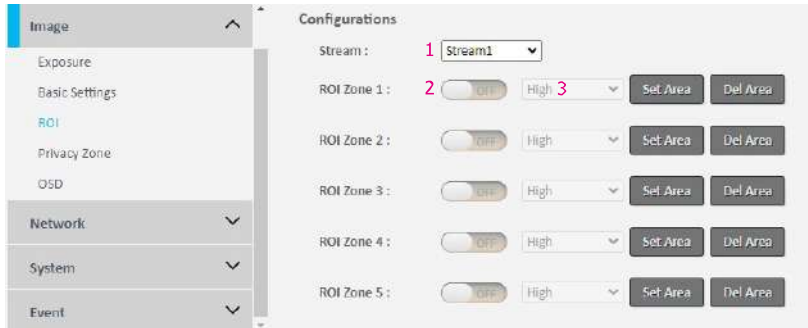 Image
Exposure
Basic Settings
ROI
Privacy Zone
OSD
Network
System
Event
Configurations
Stream : 1 Stream1
ROI Zone 1 : 2 OFF High 3 Set Area Del Area
ROI Zone 2 : OFF High Set Area Del Area
ROI Zone 3 : OFF High Set Area Del Area
ROI Zone 4 : OFF High Set Area Del Area
ROI Zone 5 : OFF High Set Area Del Area